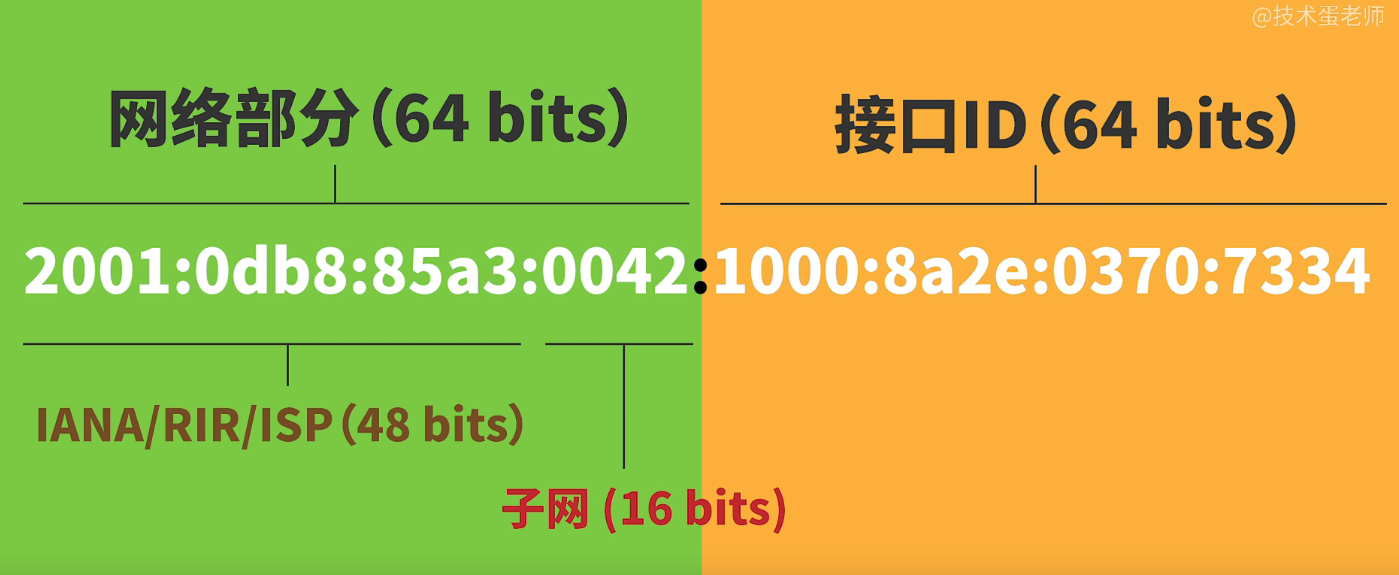 @技术蛋老师
网络部分(64 bits)
接口ID(64 bits)
2001:0db8:85a3:0042:1000:8a2e:0370:7334
IANA/RIR/ISP(48 bits)
子网 (16 bits)